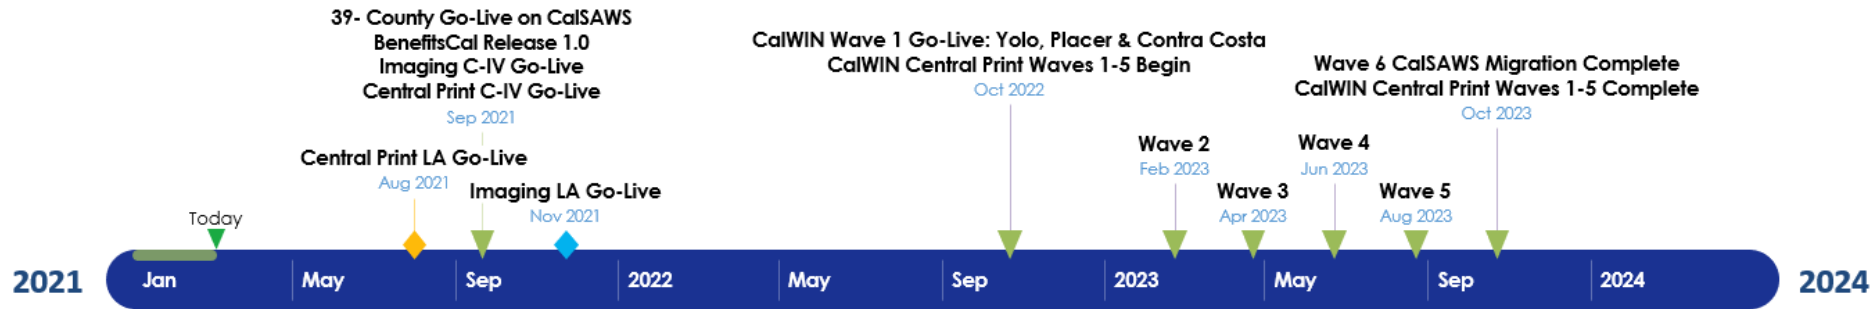 39- County Go-Live on CalSAWS
BenefitsCal Release 1.0
Imaging C-IV Go-Live
Central Print C-IV Go-Live
Sep 2021
Central Print LA Go-Live
Aug 2021
Imaging LA Go-Live
Nov 2021
Today
CalWIN Wave 1 Go-Live: Yolo, Placer & Contra Costa
CalWIN Central Print Waves 1-5 Begin
Oct 2022
Wave 2
Feb 2023
Wave 3
Apr 2023
Wave 4
Jun 2023
Wave 5
Aug 2023
Wave 6 CalSAWS Migration Complete
CalWIN Central Print Waves 1-5 Complete
Oct 2023
2021
Jan
May
Sep
2022
May
Sep
2023
May
Sep
2024
2024